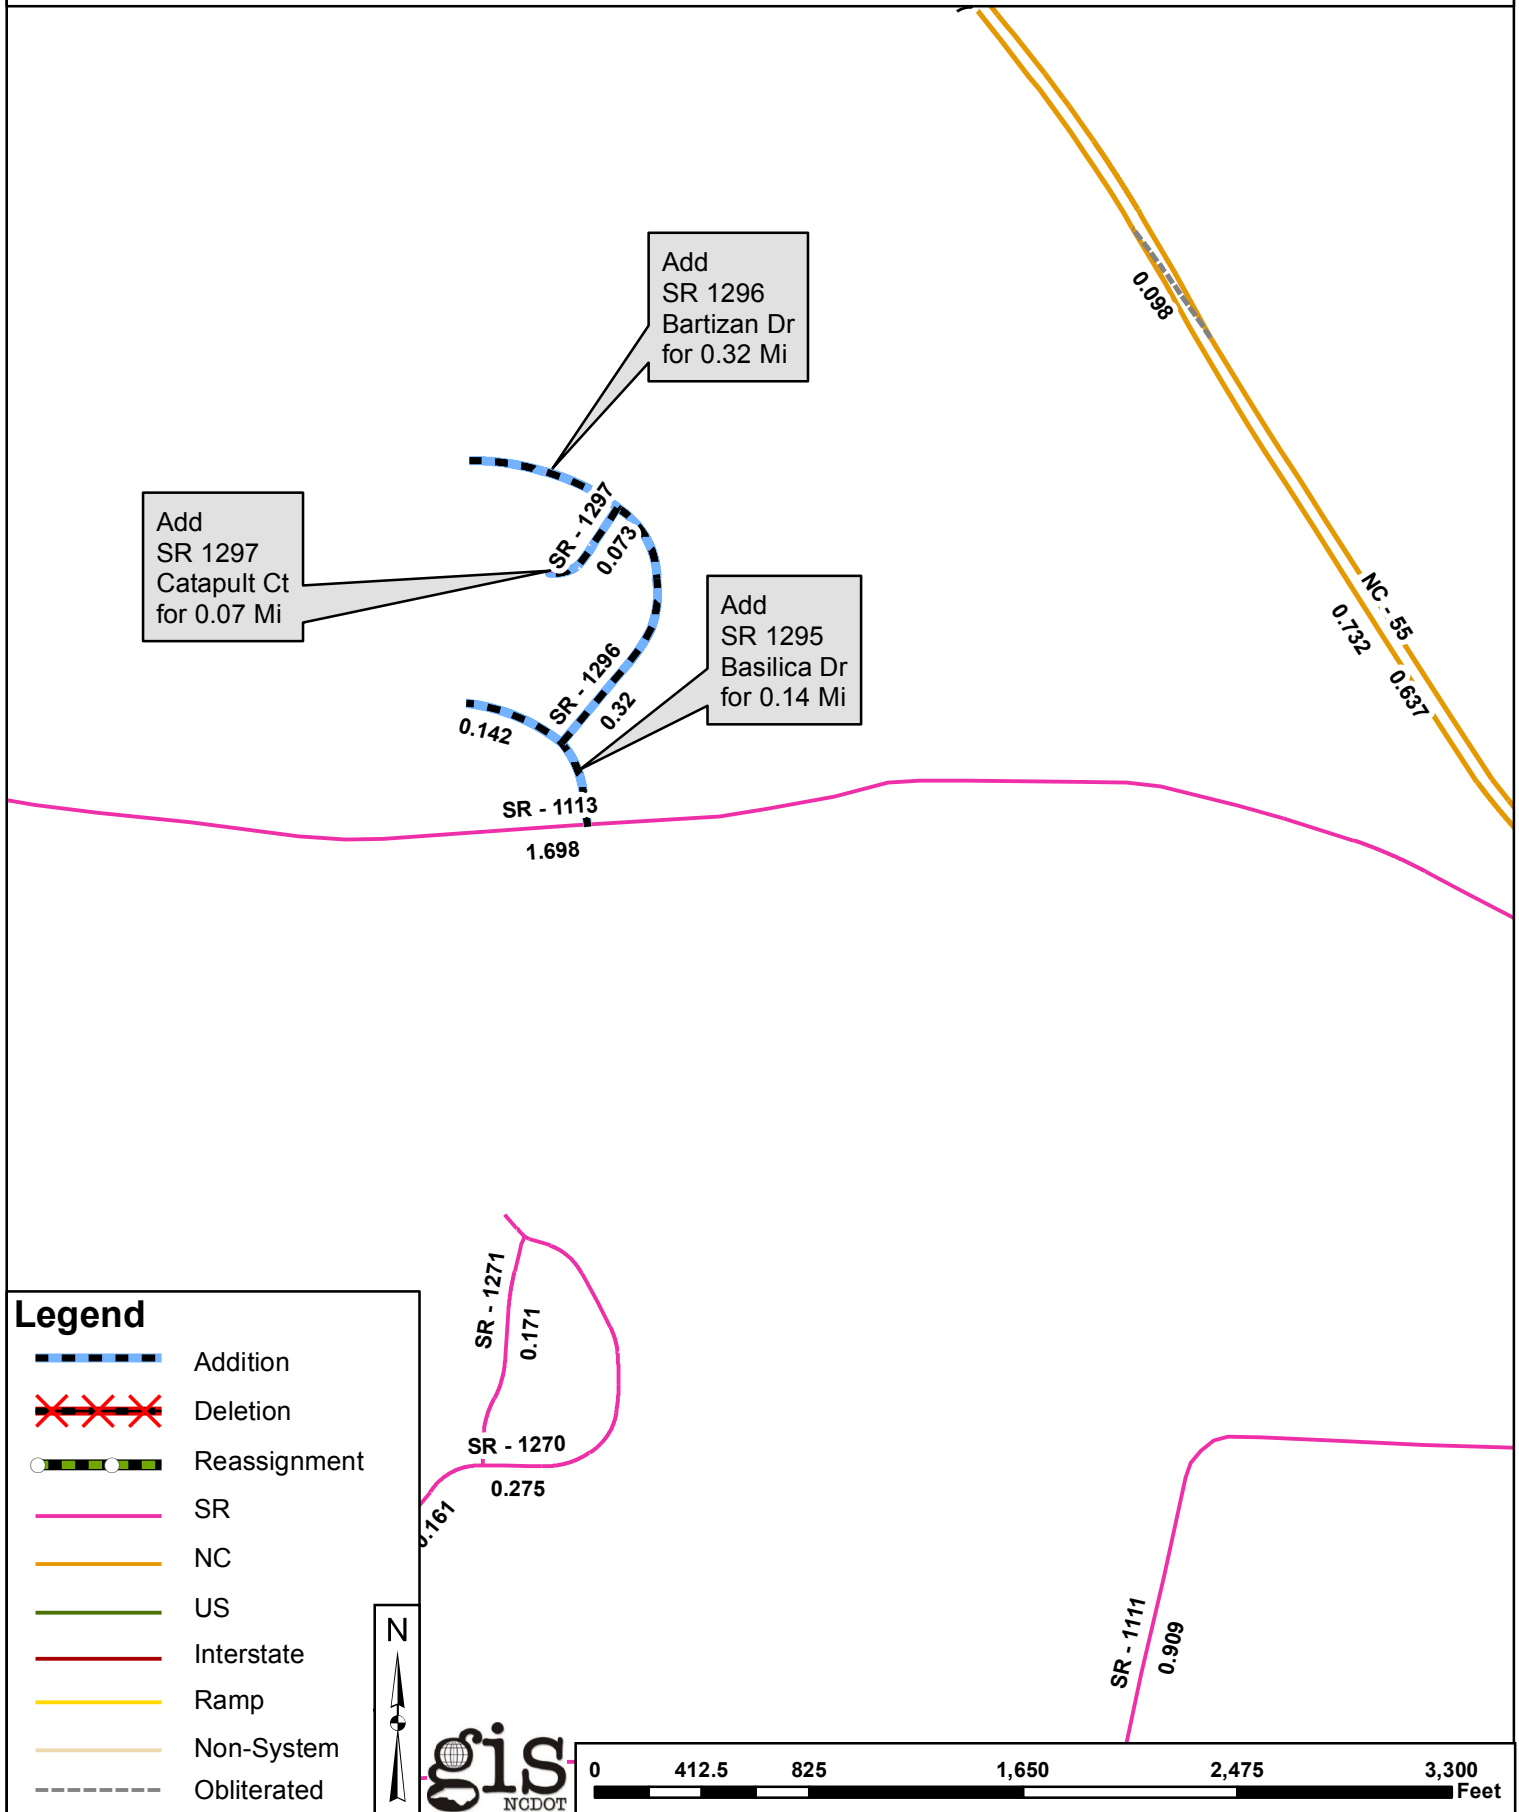 Add
SR 1296
Bartizan Dr
for 0.32 Mi
0.098
Add
SR 1297
Catapult Ct
for 0.07 Mi
SR - 1297
0.073
Add
SR 1295
Basilica Dr
for 0.14 Mi
NC - 55
0.732
0.637
SR - 1296
0.32
0.142
SR - 1113
1.698
SR - 1271
0.171
SR - 1270
0.275
0.161
SR - 1111
0.909
Legend
Addition
Deletion
Reassignment
SR
NC
US
Interstate
Ramp
Non-System
Obliterated
N
gis
NCDOT
0 412.5 825 1,650 2,475 3,300
Feet